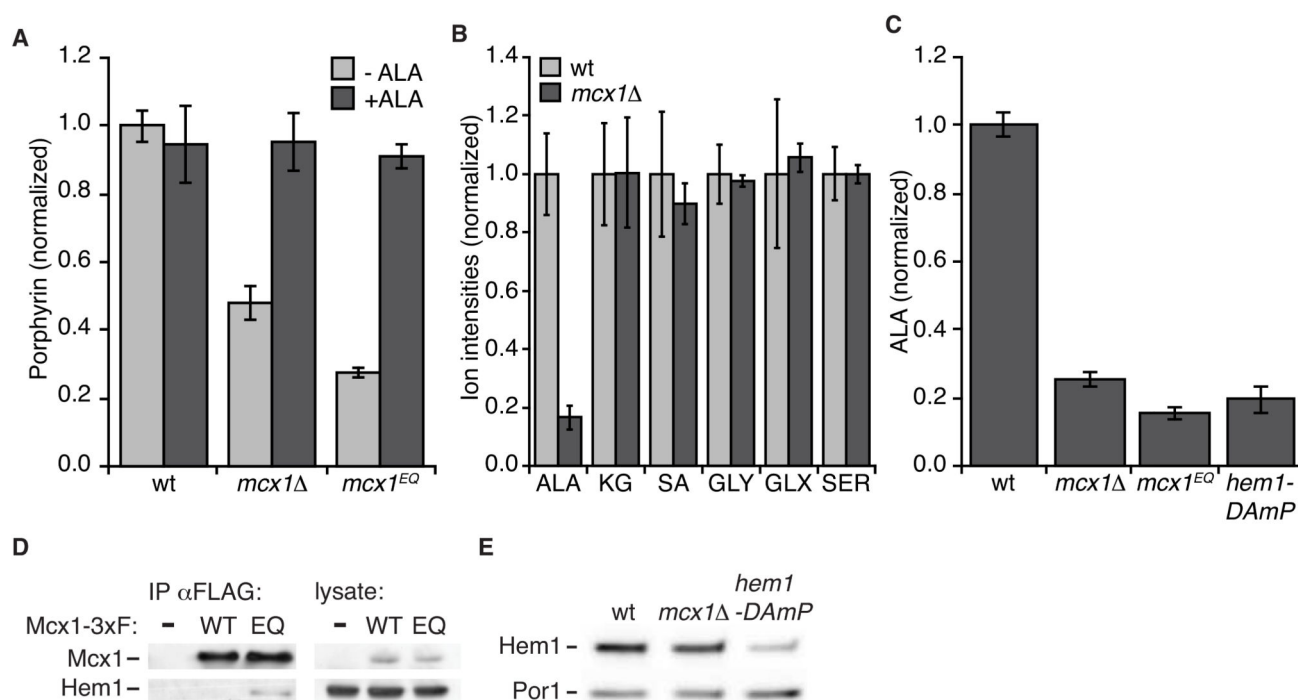 A
1.2
1.0
0.8
0.6
0.4
0.2
0.0
Porphyrin (normalized)
- ALA
+ALA
wt
mcx1Δ
mcx1^EQ
B
1.4
1.2
1.0
0.8
0.6
0.4
0.2
0.0
Ion intensities (normalized)
wt
mcx1Δ
ALA KG SA GLY GLX SER
C
1.2
1.0
0.8
0.6
0.4
0.2
0.0
ALA (normalized)
wt
mcx1Δ
mcx1^EQ
hem1-
DAmP
D
IP αFLAG: lysate:
Mcx1-3xF: – WT EQ – WT EQ
Mcx1–
Hem1–
E
hem1
wt mcx1Δ -DAmP
Hem1 –
Por1 –